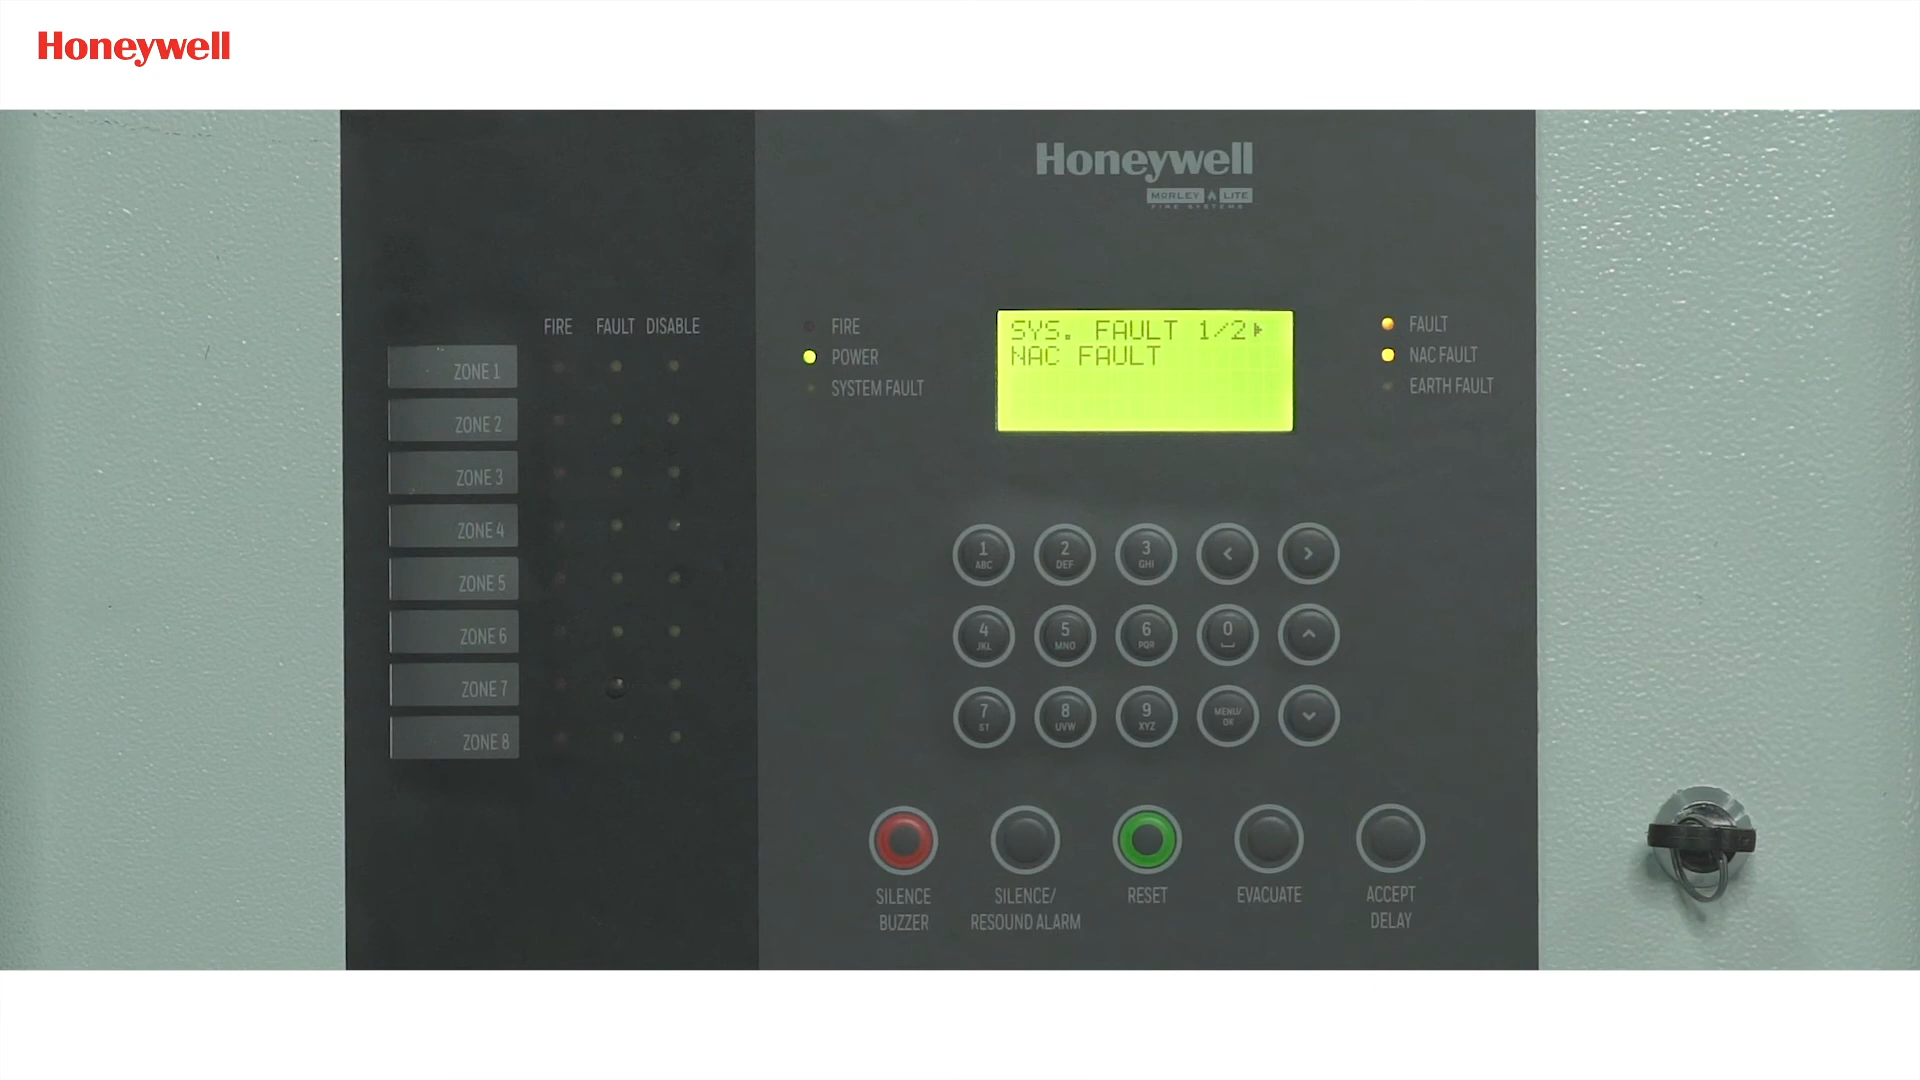 Honeywell
Honeywell
MORLEY LITE
FIRE SYSTEMS
FIRE FAULT DISABLE
ZONE 1
ZONE 2
ZONE 3
ZONE 4
ZONE 5
ZONE 6
ZONE 7
ZONE 8
FIRE
POWER
SYSTEM FAULT
SYS. FAULT 1/2
NAC FAULT
FAULT
NAC FAULT
EARTH FAULT
1 2 3 < >
ABC DEF GHI
4 5 6 0
JKL MNO PQR
7 8 9 MENU/
ST UVW XYZ OK
SILENCE
BUZZER
SILENCE/
RESOUND ALARM
RESET
EVACUATE
ACCEPT
DELAY